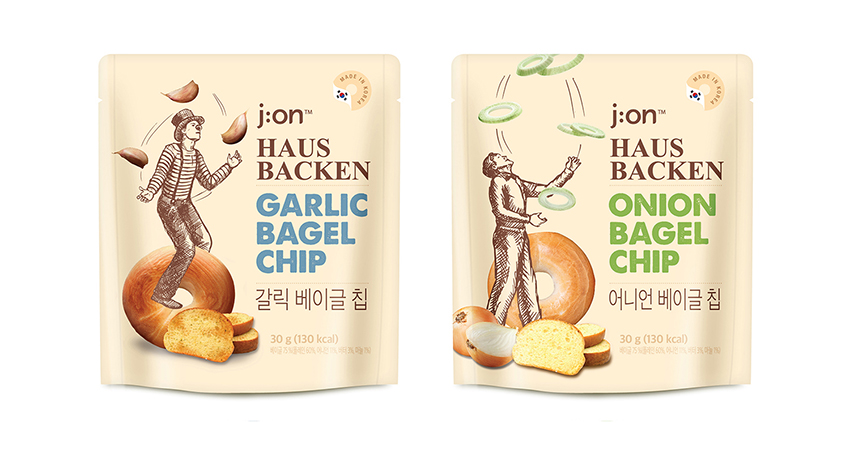 MADE IN KOREA
j:on™
HAUS
BACKEN
GARLIC
BAGEL
CHIP
갈릭 베이글 칩
30 g (130 kcal)
MADE IN KOREA
j:on™
HAUS
BACKEN
ONION
BAGEL
CHIP
어니언 베이글 칩
30 g (130 kcal)